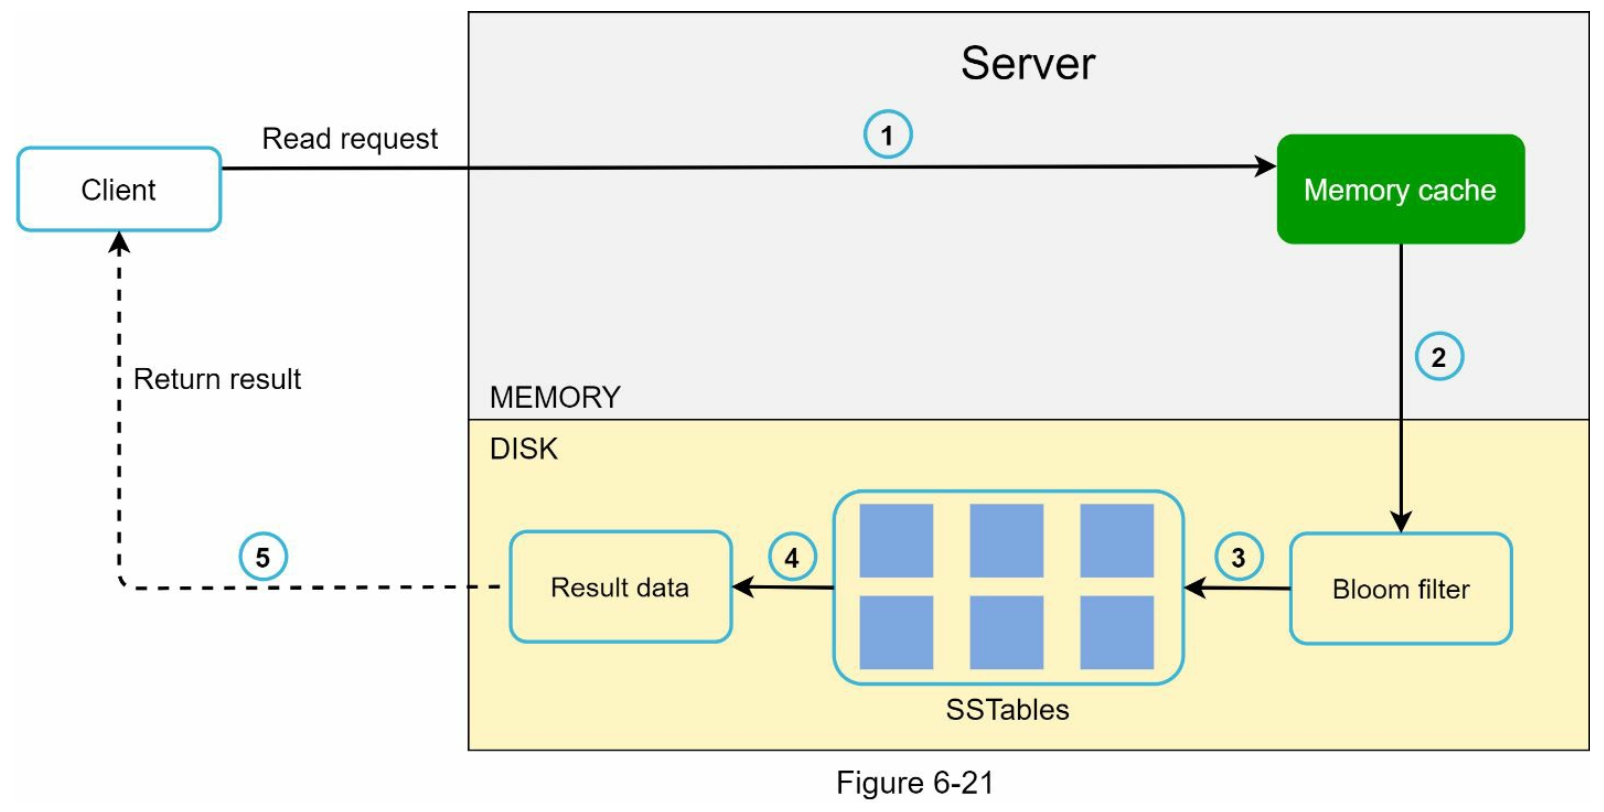 Server
Read request
1
Client
Memory cache
2
Return result
MEMORY
DISK
5
4
3
Result data
Bloom filter
SSTables
Figure 6-21